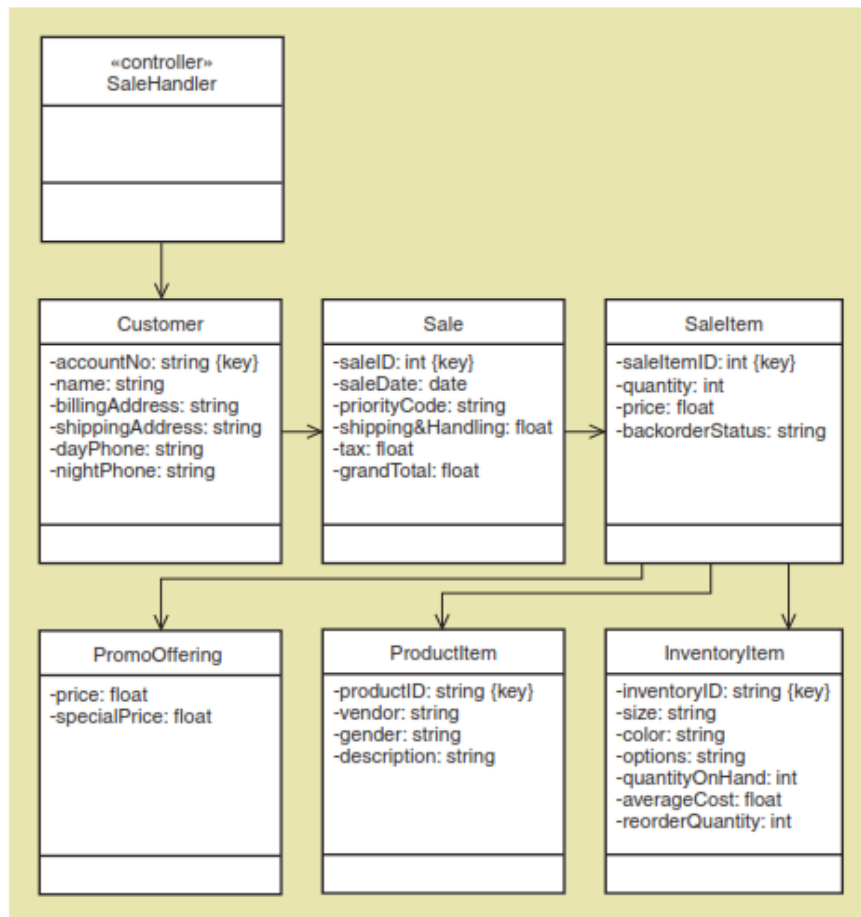 «controller»
SaleHandler
Customer
-accountNo: string {key}
-name: string
-billingAddress: string
-shippingAddress: string
-dayPhone: string
-nightPhone: string
Sale
-saleID: int {key}
-saleDate: date
-priorityCode: string
-shipping&Handling: float
-tax: float
-grandTotal: float
SaleItem
-saleItemID: int {key}
-quantity: int
-price: float
-backorderStatus: string
PromoOffering
-price: float
-specialPrice: float
ProductItem
-productID: string {key}
-vendor: string
-gender: string
-description: string
InventoryItem
-inventoryID: string {key}
-size: string
-color: string
-options: string
-quantityOnHand: int
-averageCost: float
-reorderQuantity: int